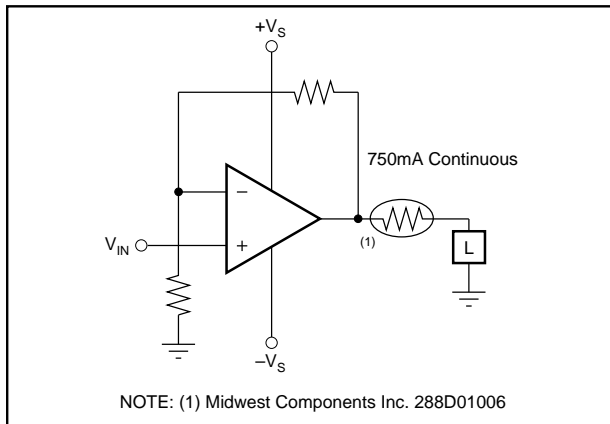 +VS
750mA Continuous
−
(1)
VIN
+
L
−VS
NOTE: (1) Midwest Components Inc. 288D01006